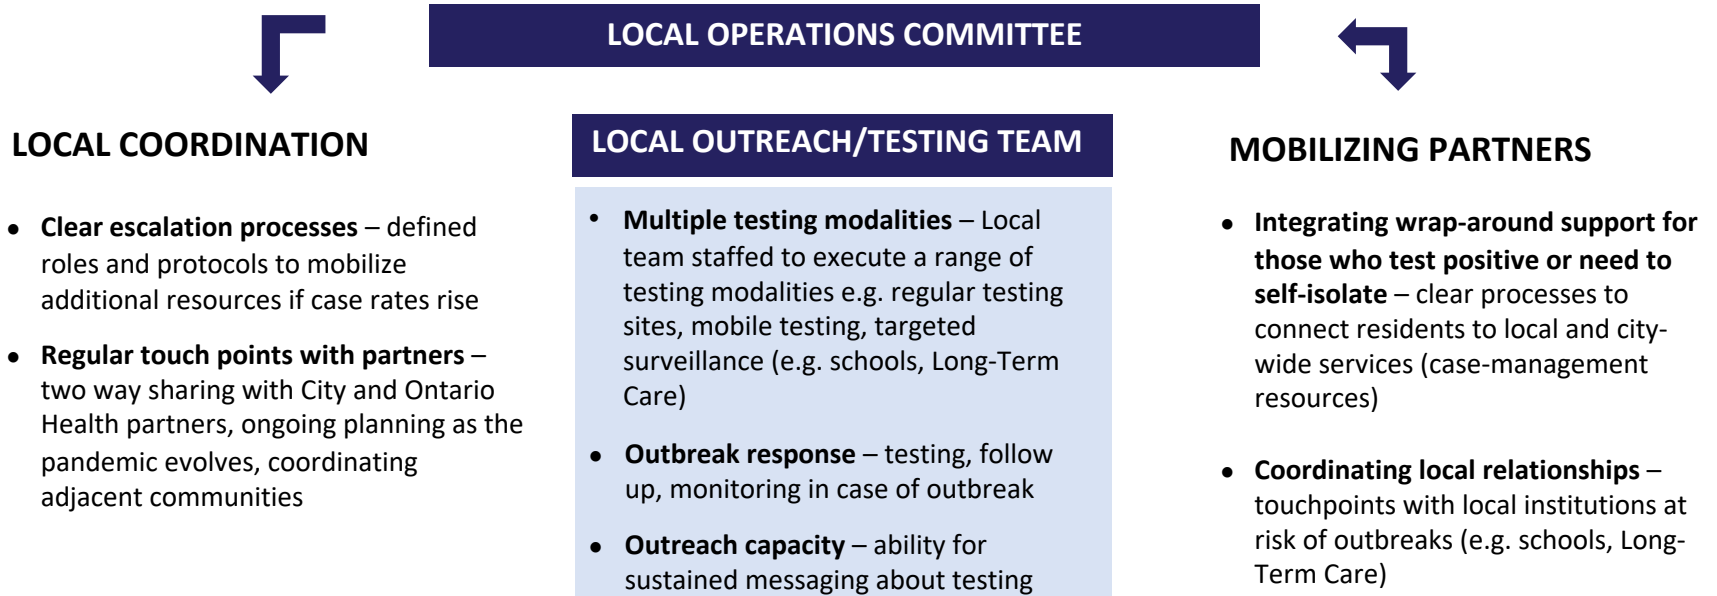 LOCAL OPERATIONS COMMITTEE
LOCAL COORDINATION
● Clear escalation processes – defined
roles and protocols to mobilize
additional resources if case rates rise
● Regular touch points with partners –
two way sharing with City and Ontario
Health partners, ongoing planning as the
pandemic evolves, coordinating
adjacent communities
LOCAL OUTREACH/TESTING TEAM
• Multiple testing modalities – Local
team staffed to execute a range of
testing modalities e.g. regular testing
sites, mobile testing, targeted
surveillance (e.g. schools, Long-Term
Care)
● Outbreak response – testing, follow
up, monitoring in case of outbreak
● Outreach capacity – ability for
sustained messaging about testing
MOBILIZING PARTNERS
● Integrating wrap-around support for
those who test positive or need to
self-isolate – clear processes to
connect residents to local and city-
wide services (case-management
resources)
● Coordinating local relationships –
touchpoints with local institutions at
risk of outbreaks (e.g. schools, Long-
Term Care)